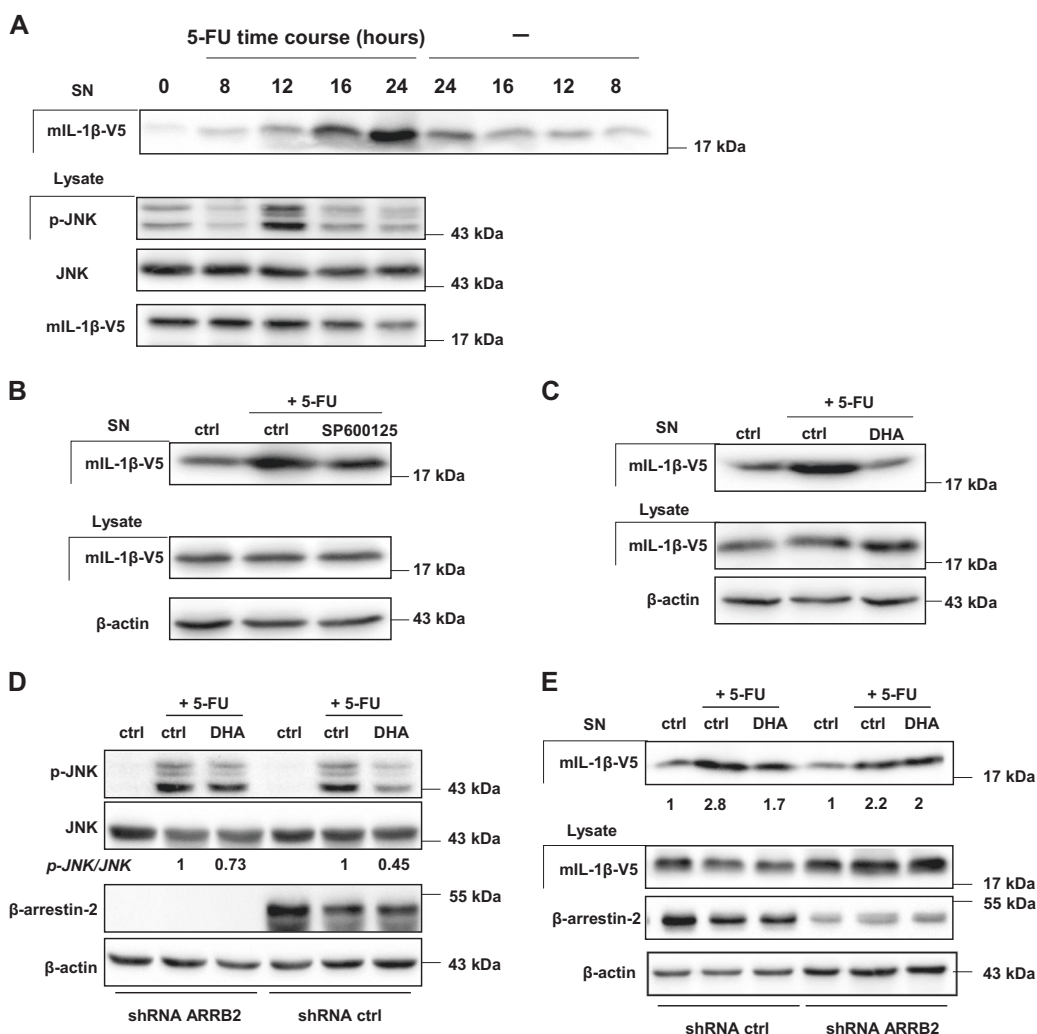 A
5-FU time course (hours) –
SN 0 8 12 16 24 24 16 12 8
mIL-1β-V5
17 kDa
Lysate
p-JNK
43 kDa
JNK
43 kDa
mIL-1β-V5
17 kDa
B
+ 5-FU
SN ctrl ctrl SP600125
mIL-1β-V5
17 kDa
Lysate
mIL-1β-V5
17 kDa
β-actin
43 kDa
C
+ 5-FU
SN ctrl ctrl DHA
mIL-1β-V5
17 kDa
Lysate
mIL-1β-V5
17 kDa
β-actin
43 kDa
D
+ 5-FU + 5-FU
ctrl ctrl DHA ctrl ctrl DHA
p-JNK
43 kDa
JNK
43 kDa
p-JNK/JNK 1 0.73 1 0.45
55 kDa
β-arrestin-2
β-actin
43 kDa
shRNA ARRB2 shRNA ctrl
E
+ 5-FU + 5-FU
SN ctrl ctrl DHA ctrl ctrl DHA
mIL-1β-V5
17 kDa
1 2.8 1.7 1 2.2 2
Lysate
mIL-1β-V5
17 kDa
55 kDa
β-arrestin-2
β-actin
43 kDa
shRNA ctrl shRNA ARRB2